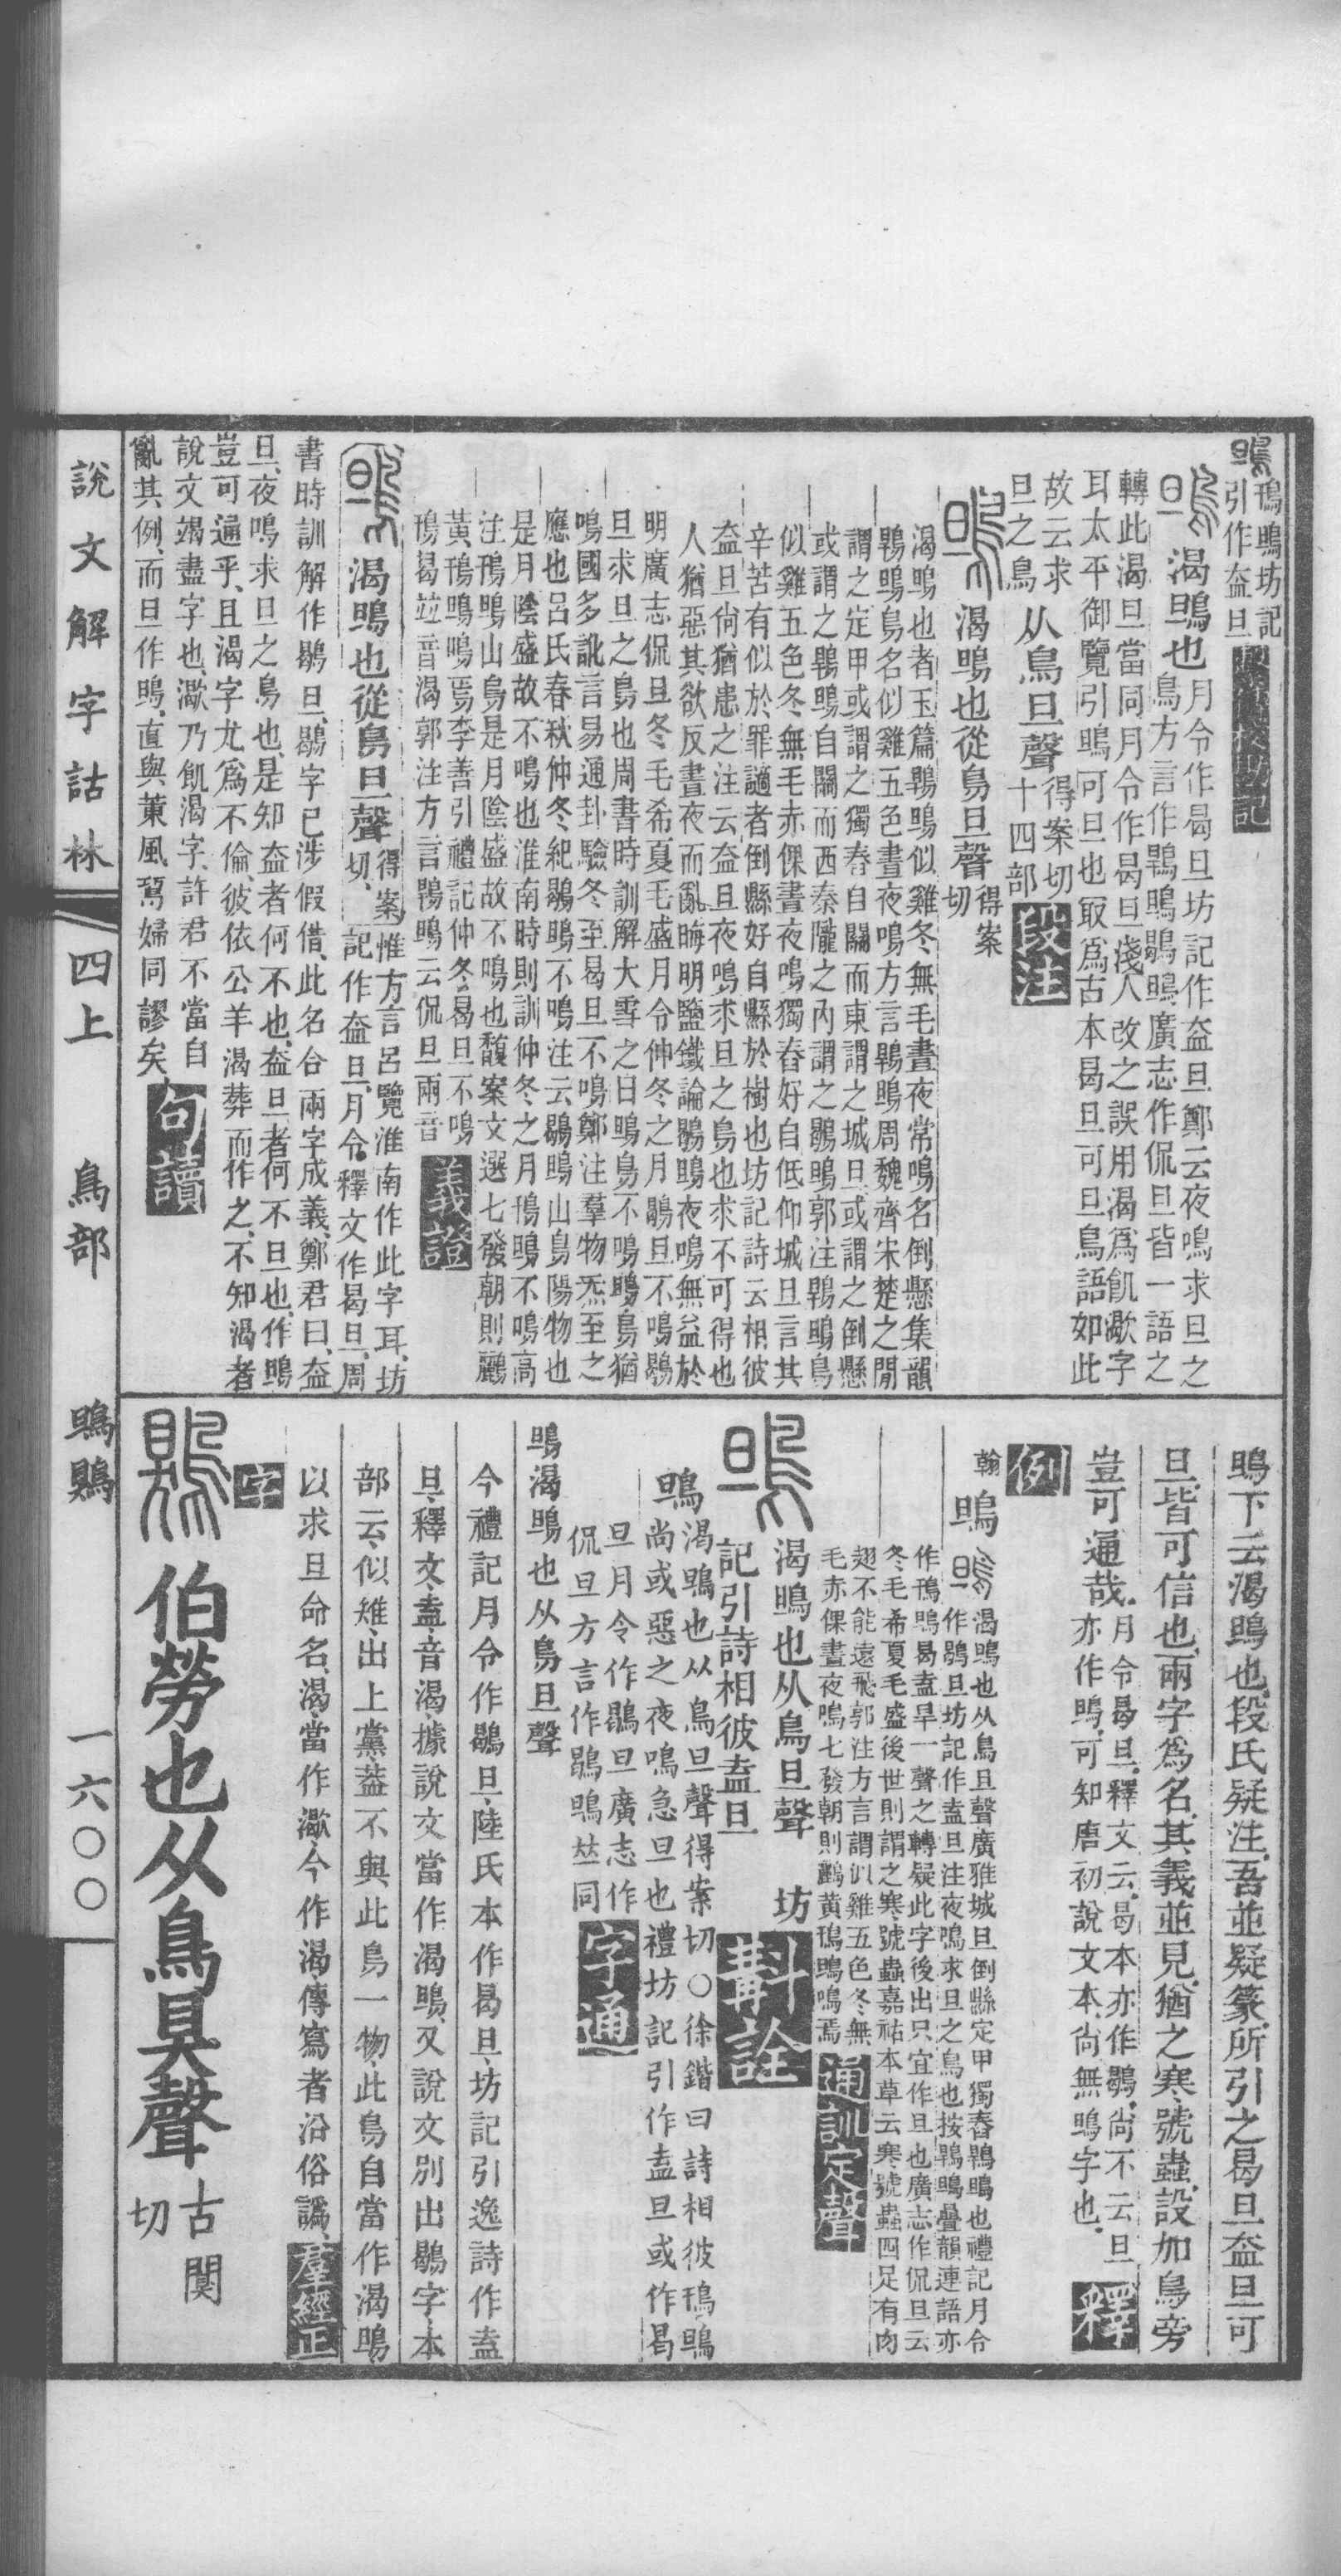 鴠鳱鴠坊記
引作盇旦
鴠渴鴠也月令作曷旦坊記作盇旦鄭云夜鳴求旦之
鳥方言作鶡鴠鶡鴠廣志作侃旦皆一語之
轉此渴旦當同月令作曷旦淺人改之誤用渴爲飢㵣字
耳太平御覽引鴠可旦也取爲古本曷旦可旦鳥語如此
故云求
旦之鳥从鳥旦聲得案切
十四部段注
鴠渴鴠也從鳥旦聲得案
切
渴鴠也者玉篇鶡鴠似雞冬無毛晝夜常鳴名倒懸集韻
鶡鴠鳥名似雞五色晝夜鳴方言鶡鴠周魏齊宋楚之閒
謂之定甲或謂之獨舂自關而東謂之城旦或謂之倒懸
或謂之鶡鴠自關而西秦隴之內謂之鶡鴠郭注鶡鴠鳥
似雞五色冬無毛赤倮晝夜鳴獨舂好自低仰城旦言其
辛苦有似於罪謫者倒縣好自縣於樹也坊記詩云相彼
盇旦尙猶患之注云盇旦夜鳴求旦之鳥也求不可得也
人猶惡其欲反晝夜而亂晦明鹽鐵論鶡鴠夜鳴無益於
明廣志侃旦冬毛希夏毛盛月令仲冬之月鶡旦不鳴鶡
旦求旦之鳥也周書時訓解大雪之日鴠鳥不鳴鴠鳥猶
鳴國多訛言易通卦驗冬至曷旦不鳴鄭注羣物炁至之
應也呂氏春秋仲冬紀鶡鴠不鳴注云鶡鴠山鳥陽物也
是月陰盛故不鳴也淮南時則訓仲冬之月鳱鴠不鳴高
注鳱鴠山鳥是月陰盛故不鳴也馥案文選七發朝則鸝
黃鳱鴠鳴焉李善引禮記仲冬曷旦不鳴
鳱曷竝音渴郭注方言鶡鴠云侃旦兩音義證
鴠渴鴠也從鳥旦聲得案
切惟方言呂覽淮南作此字耳坊
記作盇旦月令釋文作曷旦周
書時訓解作鶡旦鶡字已涉假借此名合兩字成義鄭君曰盇
旦夜鳴求旦之鳥也是知盇者何不也盇旦者何不旦也作鴠
豈可通乎且渴字尤爲不倫彼依公羊渴葬而作之不知渴者
說文竭盡字也㵣乃飢渴字許君不當自
亂其例而旦作鴠直與蕇風䳡婦同謬矣句讀
鴠下云渴鴠也段氏疑注吾並疑篆所引之曷旦盇旦可
旦皆可信也兩字爲名其義並見猶之寒號蟲設加鳥旁
豈可通哉月令曷旦釋文云曷本亦作鶡尙不云旦
亦作鴠可知唐初說文本尙無鴠字也釋
例
翰鴠鴠渴鴠也从鳥旦聲廣雅城旦倒縣定甲獨舂鶡鴠也禮記月令
作鶡旦坊記作盍旦注夜鳴求旦之鳥也按鶡鴠疊韻連語亦
作鳱鴠曷盍旱一聲之轉疑此字後出只宜作旦也廣志作侃旦云
冬毛希夏毛盛後世則謂之寒號蟲嘉祐本草云寒號蟲四足有肉
翅不能遠飛郭注方言謂似雞五色冬無
毛赤倮晝夜鳴七發朝則鸝黃鳱鴠鳴焉通訓定聲
鴠渴鴠也从鳥旦聲坊
記引詩相彼盍旦斠詮
鴠渴鴠也从鳥旦聲得案切〇徐鍇曰詩相彼鳱鴠
尚或惡之夜鳴急旦也禮坊記引作盍旦或作曷
旦月令作鶡旦廣志作
侃旦方言作鶡鴠竝同字通
鴠渴鴠也从鳥旦聲
今禮記月令作鶡旦陸氏本作曷旦坊記引逸詩作盍
旦釋文盍音渴據說文當作渴鴠又說文別出鶡字本
部云似雉出上黨葢不與此鳥一物此鳥自當作渴鴠
以求旦命名渴當作㵣今作渴傳寫者沿俗譌羣經正
字
鶪伯勞也从鳥狊聲古闃
切
說文解字詁林　四上　鳥部　鴠鶪　一六〇〇